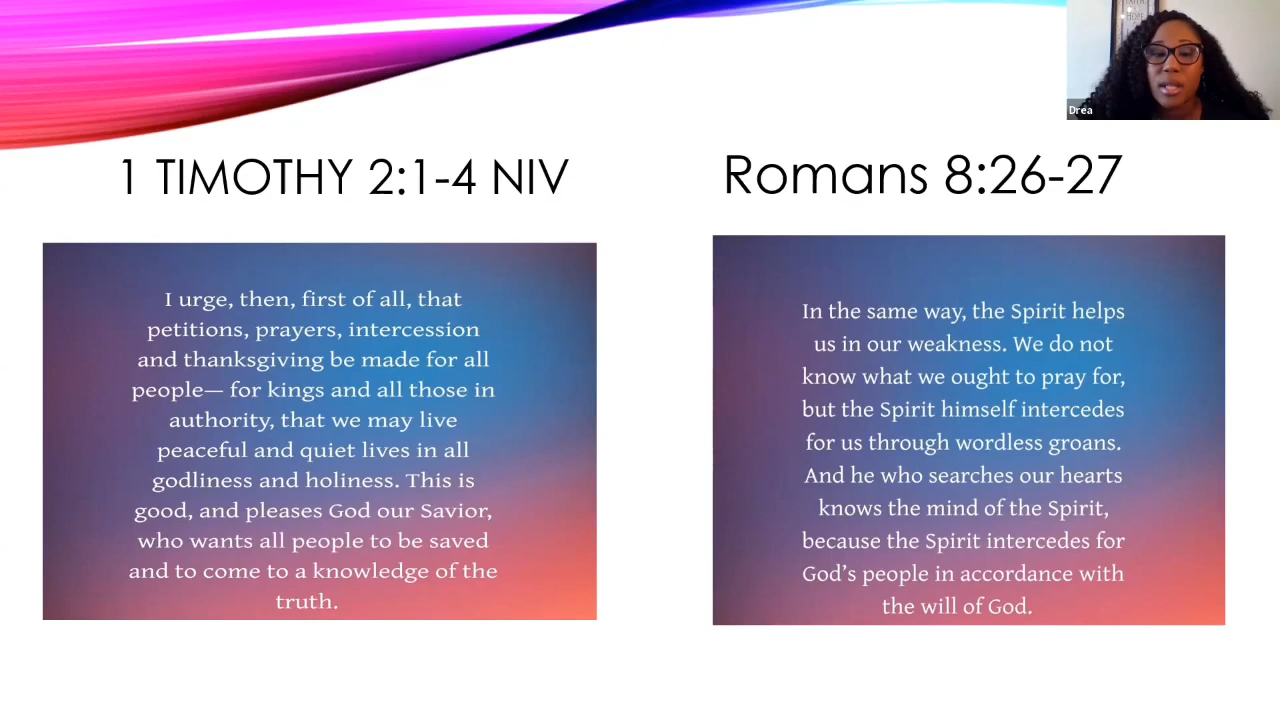 HOPE
Drea
1 TIMOTHY 2:1-4 NIV
I urge, then, first of all, that
petitions, prayers, intercession
and thanksgiving be made for all
people— for kings and all those in
authority, that we may live
peaceful and quiet lives in all
godliness and holiness. This is
good, and pleases God our Savior,
who wants all people to be saved
and to come to a knowledge of the
truth.
Romans 8:26-27
In the same way, the Spirit helps
us in our weakness. We do not
know what we ought to pray for,
but the Spirit himself intercedes
for us through wordless groans.
And he who searches our hearts
knows the mind of the Spirit,
because the Spirit intercedes for
God’s people in accordance with
the will of God.